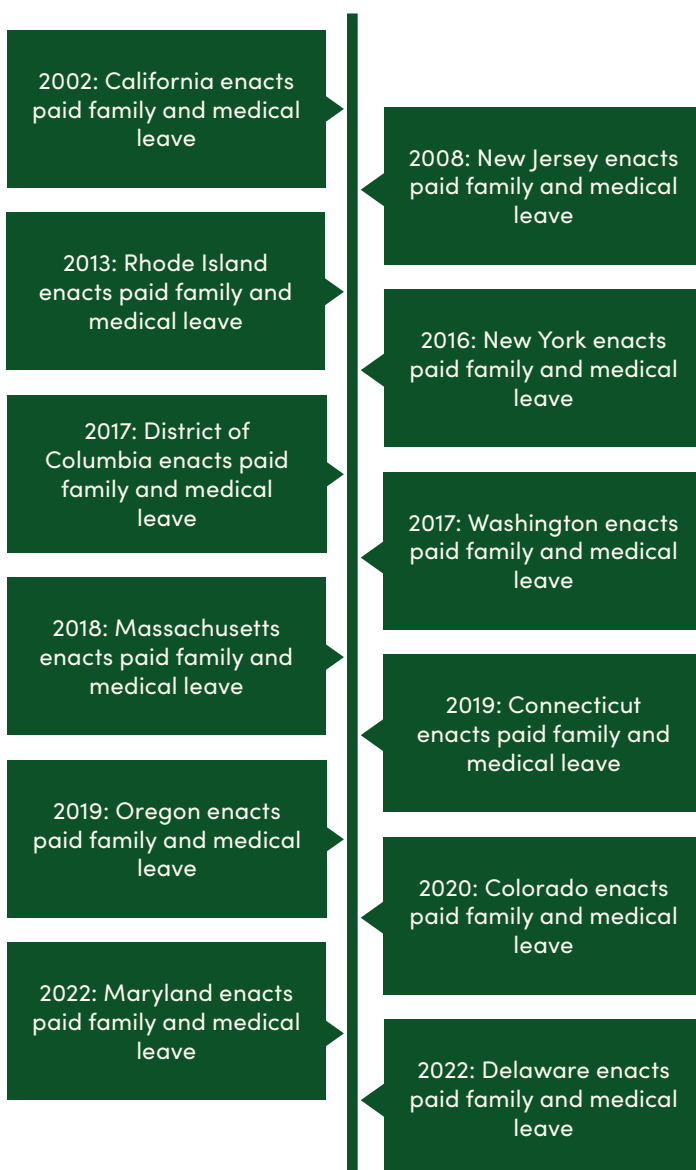 2002: California enacts
paid family and medical
leave
2008: New Jersey enacts
paid family and medical
leave
2013: Rhode Island
enacts paid family and
medical leave
2016: New York enacts
paid family and medical
leave
2017: District of
Columbia enacts paid
family and medical
leave
2017: Washington enacts
paid family and medical
leave
2018: Massachusetts
enacts paid family and
medical leave
2019: Connecticut
enacts paid family and
medical leave
2019: Oregon enacts
paid family and medical
leave
2020: Colorado enacts
paid family and medical
leave
2022: Maryland enacts
paid family and medical
leave
2022: Delaware enacts
paid family and medical
leave